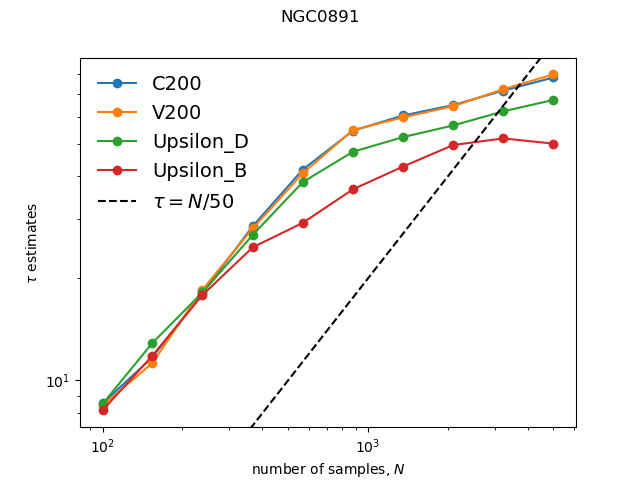 NGC0891
C200
V200
Upsilon_D
Upsilon_B
τ = N/50
τ estimates
10¹
10² 10³
number of samples, N